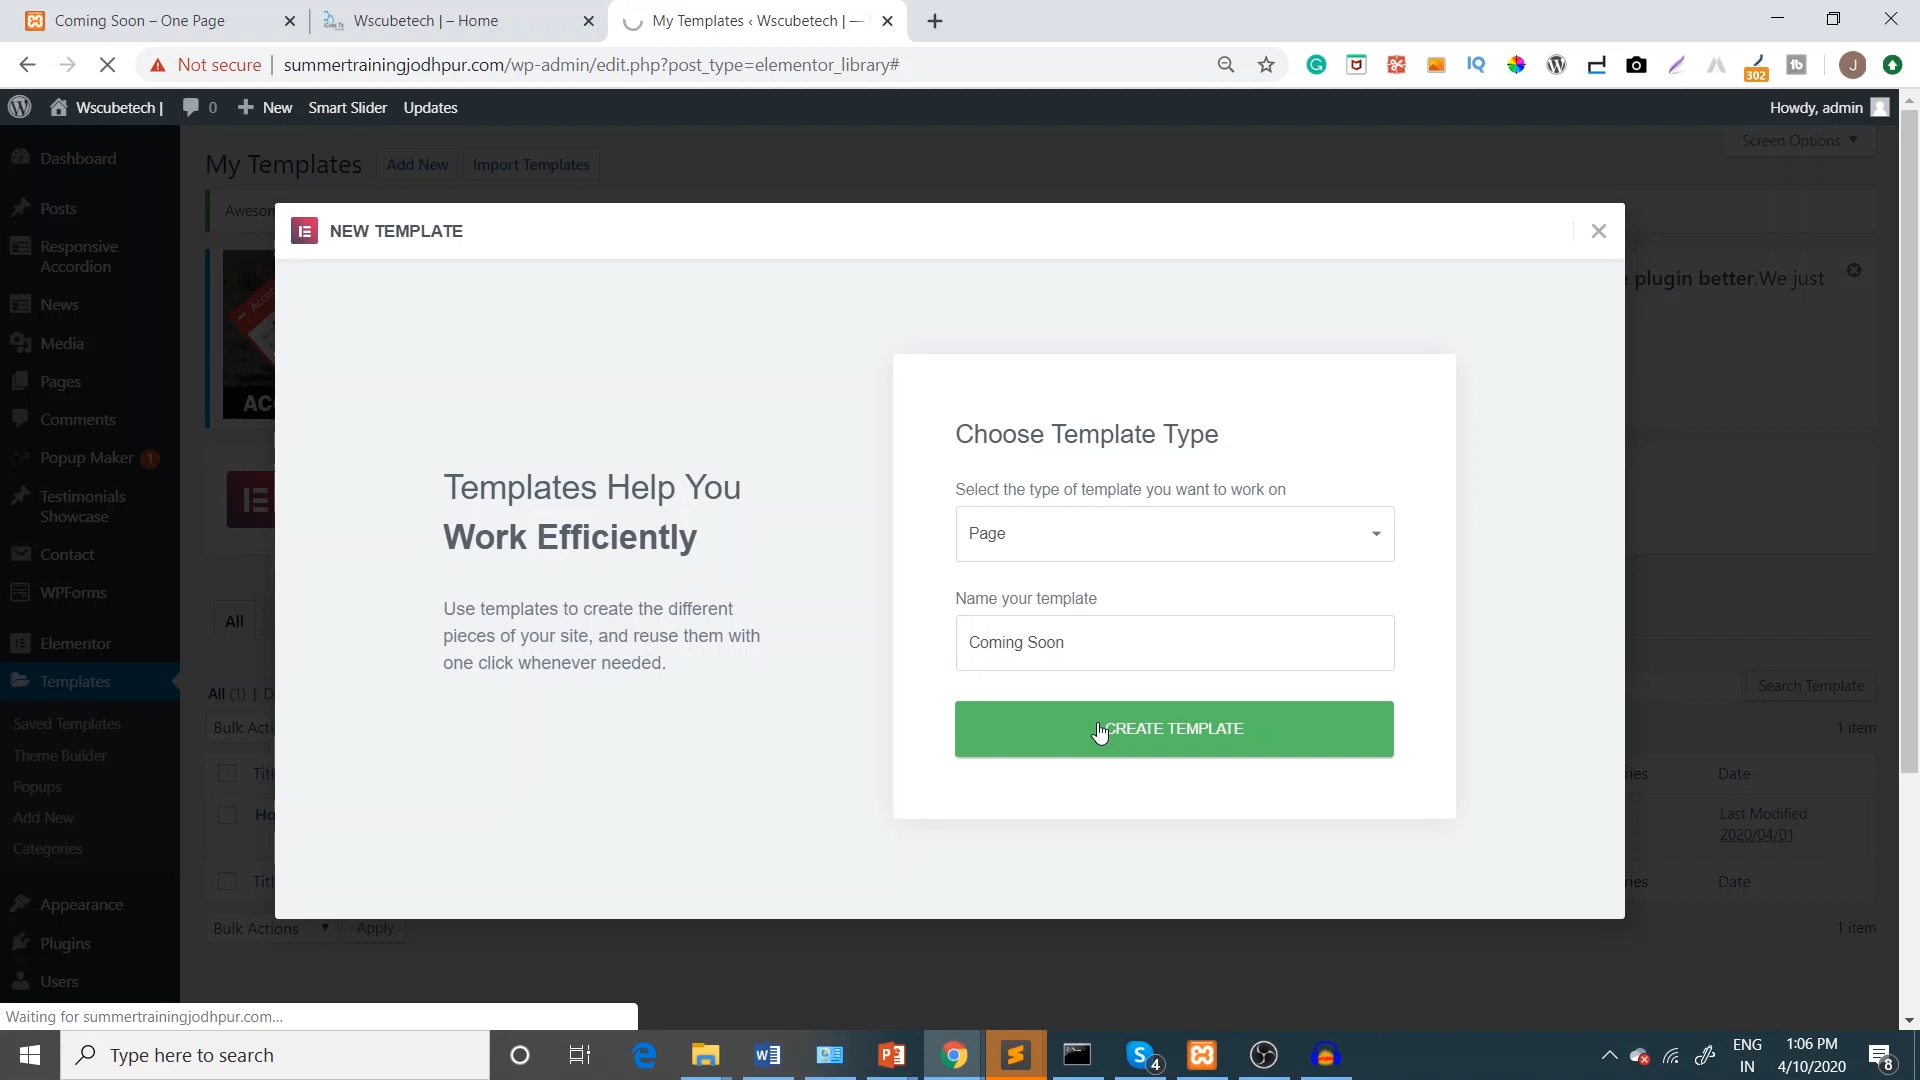 Coming Soon – One Page
Wscubetech | – Home
My Templates ‹ Wscubetech | —
Not secure | summertrainingjodhpur.com/wp-admin/edit.php?post_type=elementor_library#
302
J
Wscubetech |
0
New
Smart Slider
Updates
Howdy, admin
Dashboard
Posts
Responsive
Accordion
News
Media
Pages
Comments
Popup Maker 1
Testimonials
Showcase
Contact
WPForms
Elementor
Templates
Saved Templates
Theme Builder
Popups
Add New
Categories
Appearance
Plugins
Users
My Templates
Add New
Import Templates
Screen Options
plugin better.We just
NEW TEMPLATE
Templates Help You
Work Efficiently
Use templates to create the different
pieces of your site, and reuse them with
one click whenever needed.
Choose Template Type
Select the type of template you want to work on
Page
Name your template
Coming Soon
CREATE TEMPLATE
All
All (1) |
Search Template
1 item
Date
Last Modified
2020/04/01
Date
Bulk Actions
Apply
1 item
Waiting for summertrainingjodhpur.com...
Type here to search
4
ENG
IN
1:06 PM
4/10/2020
8